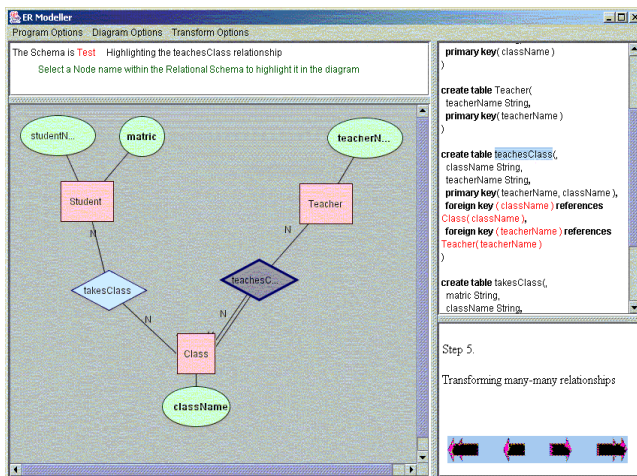 ER Modeller
Program Options Diagram Options Transform Options
The Schema is Test Highlighting the teachesClass relationship
Select a Node name within the Relational Schema to highlight it in the diagram
studentN...
matric
teacherN...
Student
Teacher
N
N
takesClass
teachesC...
N
Class
className
primary key( className )
)
create table Teacher(
teacherName String,
primary key( teacherName )
)
create table teachesClass(,
className String,
teacherName String,
primary key( teacherName, className ),
foreign key ( className ) references
Class( className ),
foreign key ( teacherName ) references
Teacher( teacherName )
)
create table takesClass(,
matric String,
className String,
Step 5.
Transforming many-many relationships